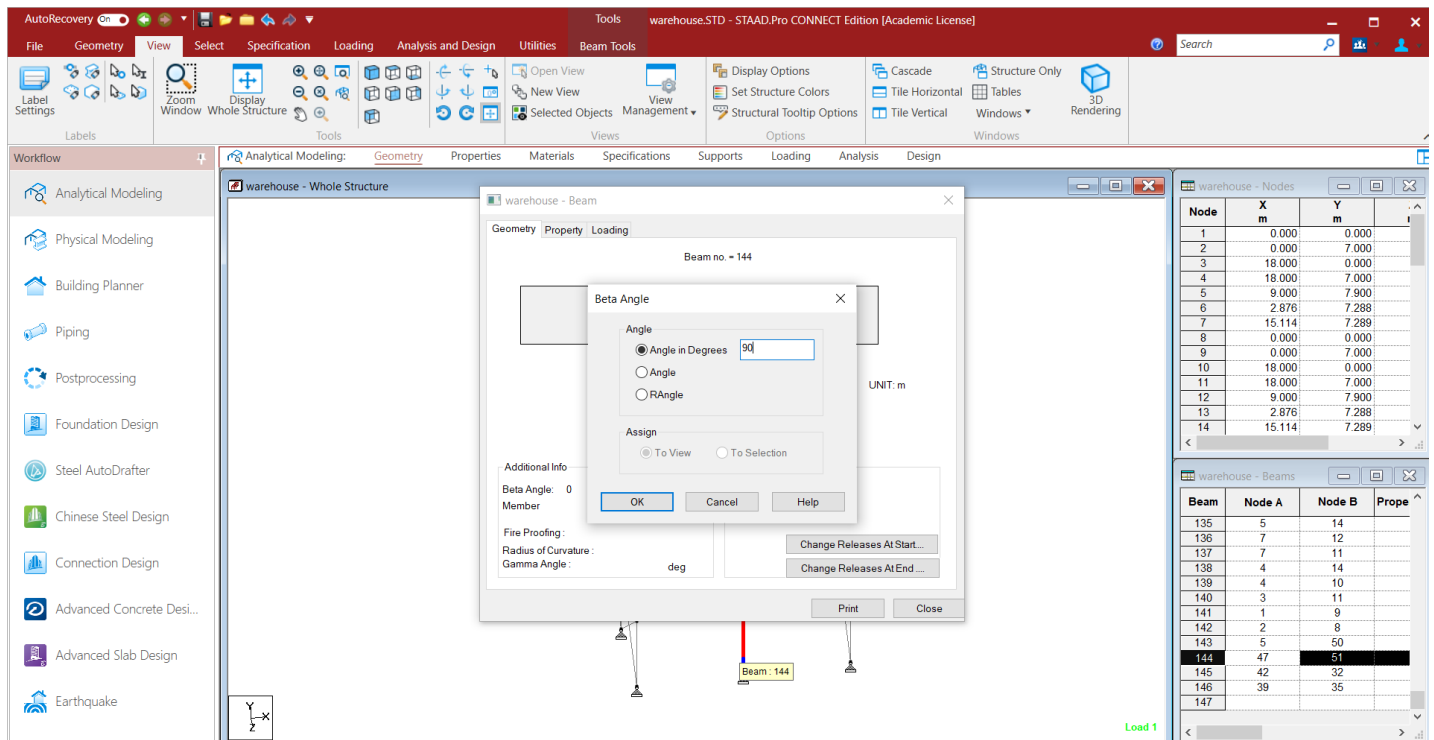 AutoRecovery On Tools warehouse.STD - STAAD.Pro CONNECT Edition [Academic License]
File Geometry View Select Specification Loading Analysis and Design Utilities Beam Tools Search
Label Settings
Zoom Window
Display Whole Structure
Open View
New View
Selected Objects
View Management
Display Options
Set Structure Colors
Structural Tooltip Options
Cascade
Tile Horizontal
Tile Vertical
Structure Only
Tables
Windows
3D Rendering
Labels Tools Views Options Windows
Workflow
Analytical Modeling: Geometry Properties Materials Specifications Supports Loading Analysis Design
Analytical Modeling
Physical Modeling
Building Planner
Piping
Postprocessing
Foundation Design
Steel AutoDrafter
Chinese Steel Design
Connection Design
Advanced Concrete Desi...
Advanced Slab Design
Earthquake
warehouse - Whole Structure
warehouse - Beam
Geometry Property Loading
Beam no. = 144
UNIT: m
Beta Angle
Angle
Angle in Degrees 90
Angle
RAngle
Assign
To View To Selection
OK Cancel Help
Additional Info
Beta Angle: 0
Member
Fire Proofing :
Radius of Curvature :
Gamma Angle : deg
Change Releases At Start....
Change Releases At End ....
Print Close
Beam : 144
Y
X
Z
Load 1
warehouse - Nodes
Node X m Y m
1 0.000 0.000
2 0.000 7.000
3 18.000 0.000
4 18.000 7.000
5 9.000 7.900
6 2.876 7.288
7 15.114 7.289
8 0.000 0.000
9 0.000 7.000
10 18.000 0.000
11 18.000 7.000
12 9.000 7.900
13 2.876 7.288
14 15.114 7.289
warehouse - Beams
Beam Node A Node B Prope
135 5 14
136 7 12
137 7 11
138 4 14
139 4 10
140 3 11
141 1 9
142 2 8
143 5 50
144 47 51
145 42 32
146 39 35
147